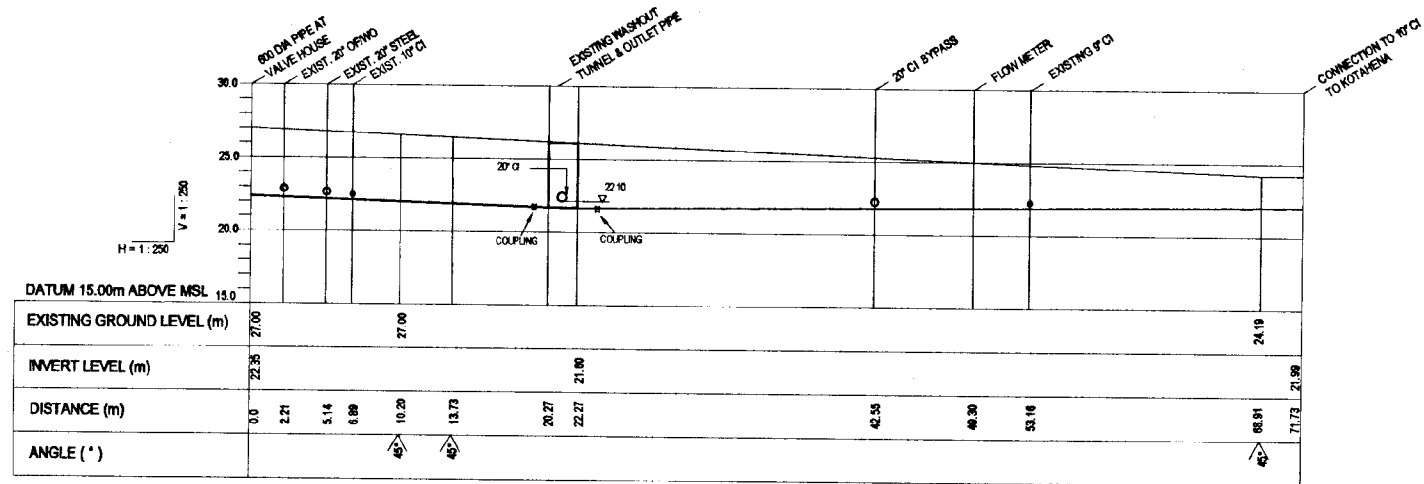 600 DIA PIPE AT
VALVE HOUSE
EXIST. 20" OF/WO
EXIST. 20" STEEL
EXIST. 10" CI
EXISTING WASHOUT
TUNNEL & OUTLET PIPE
20" CI BYPASS
FLOW METER
EXISTING 9" CI
CONNECTION TO 10" CI
TO KOTAHENA
30.0
25.0
20" CI
22 10
V = 1 : 250
20.0
H = 1 : 250
COUPLING
COUPLING
DATUM 15.00m ABOVE MSL 15.0
EXISTING GROUND LEVEL (m) 27.00 27.00 24.19
INVERT LEVEL (m) 22.35 21.60 21.99
DISTANCE (m) 0.0 2.21 5.14 6.89 10.20 13.73 20.27 22.27 42.55 49.30 53.16 68.91 71.73
ANGLE ( ° ) 45° 45° 45°